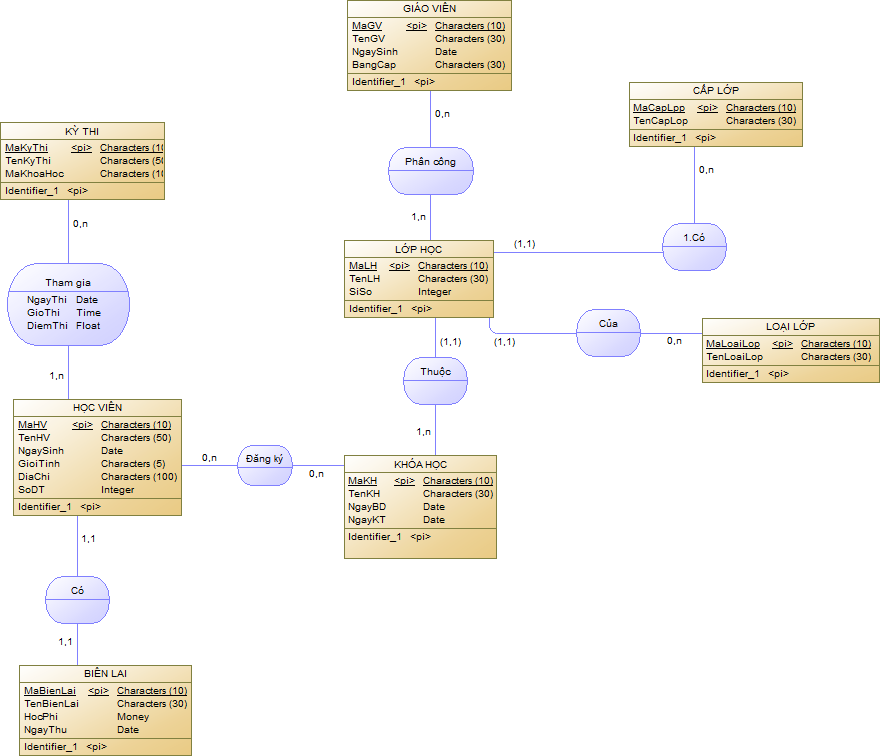 GIÁO VIÊN
MaGV <pi> Characters (10)
TenGV Characters (30)
NgaySinh Date
BangCap Characters (30)
Identifier_1 <pi>
0,n
Phân công
1,n
CẤP LỚP
MaCapLpp <pi> Characters (10)
TenCapLop Characters (30)
Identifier_1 <pi>
0,n
1.Có
(1,1)
KỲ THI
MaKyThi <pi> Characters (10
TenKyThi Characters (50
MaKhoaHoc Characters (10
Identifier_1 <pi>
0,n
Tham gia
NgayThi Date
GioThi Time
DiemThi Float
1,n
LỚP HỌC
MaLH <pi> Characters (10)
TenLH Characters (30)
SiSo Integer
Identifier_1 <pi>
(1,1)
Của
0,n
LOẠI LỚP
MaLoaiLop <pi> Characters (10)
TenLoaiLop Characters (30)
Identifier_1 <pi>
(1,1)
Thuộc
1,n
HỌC VIÊN
MaHV <pi> Characters (10)
TenHV Characters (50)
NgaySinh Date
GioiTinh Characters (5)
DiaChi Characters (100)
SoDT Integer
Identifier_1 <pi>
0,n
Đăng ký
0,n
KHÓA HỌC
MaKH <pi> Characters (10)
TenKH Characters (30)
NgayBD Date
NgayKT Date
Identifier_1 <pi>
1,1
Có
1,1
BIÊN LAI
MaBienLai <pi> Characters (10)
TenBienLai Characters (30)
HocPhi Money
NgayThu Date
Identifier_1 <pi>